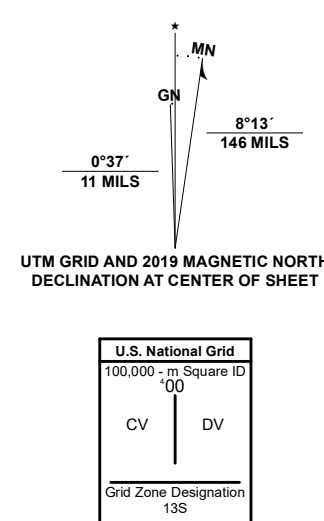 ★
MN
GN
8°13´
146 MILS
0°37´
11 MILS
UTM GRID AND 2019 MAGNETIC NORTH
DECLINATION AT CENTER OF SHEET
U.S. National Grid
100,000 - m Square ID
⁴00
CV DV
Grid Zone Designation
13S